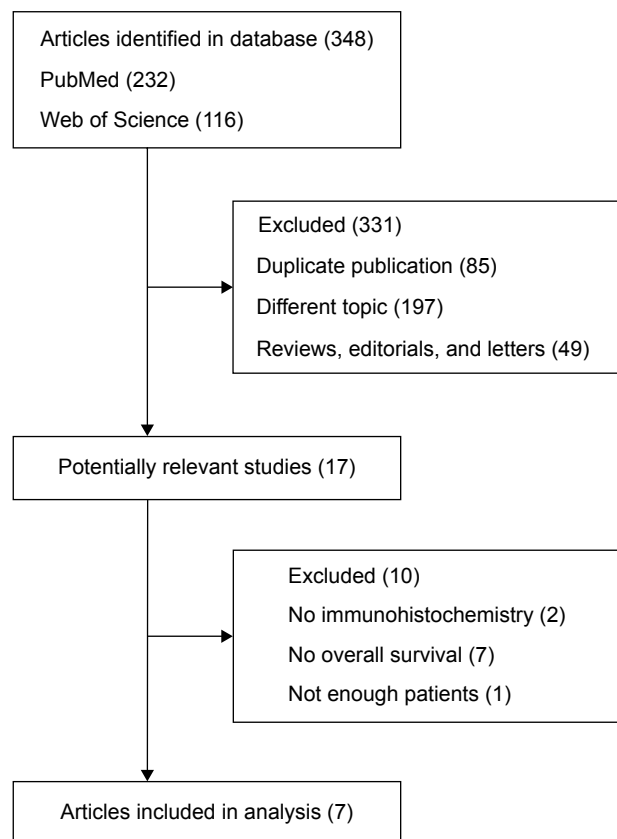 Articles identified in database (348)
PubMed (232)
Web of Science (116)
Excluded (331)
Duplicate publication (85)
Different topic (197)
Reviews, editorials, and letters (49)
Potentially relevant studies (17)
Excluded (10)
No immunohistochemistry (2)
No overall survival (7)
Not enough patients (1)
Articles included in analysis (7)